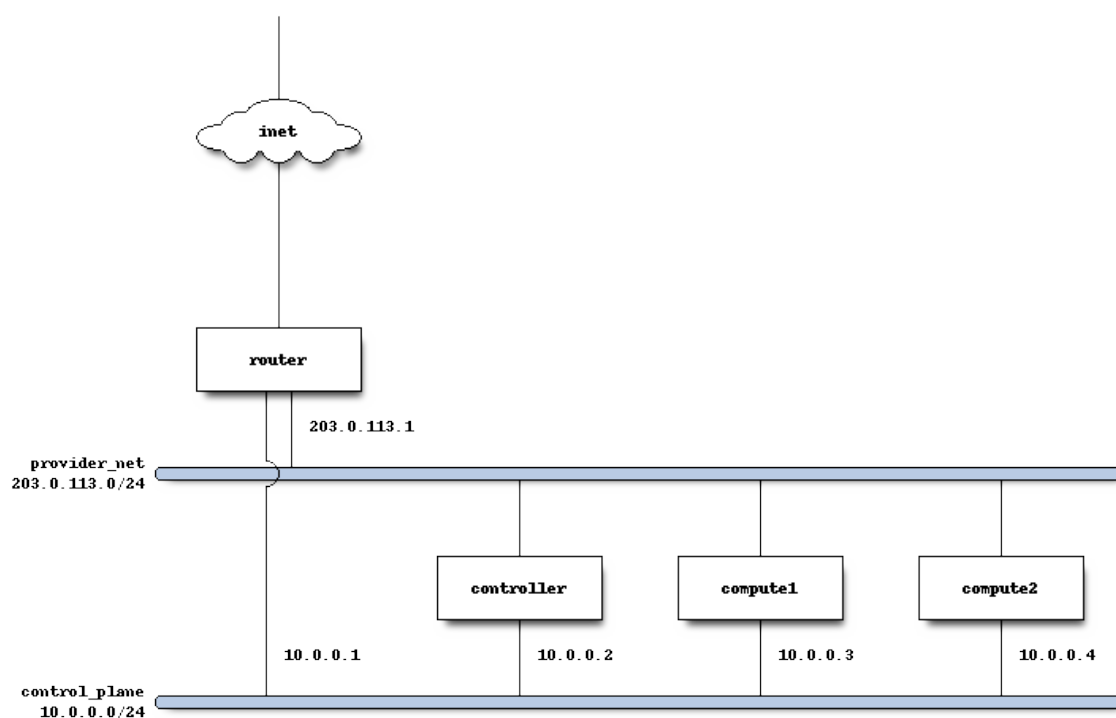 inet
router
203.0.113.1
provider_net
203.0.113.0/24
controller
compute1
compute2
10.0.0.1
10.0.0.2
10.0.0.3
10.0.0.4
control_plane
10.0.0.0/24